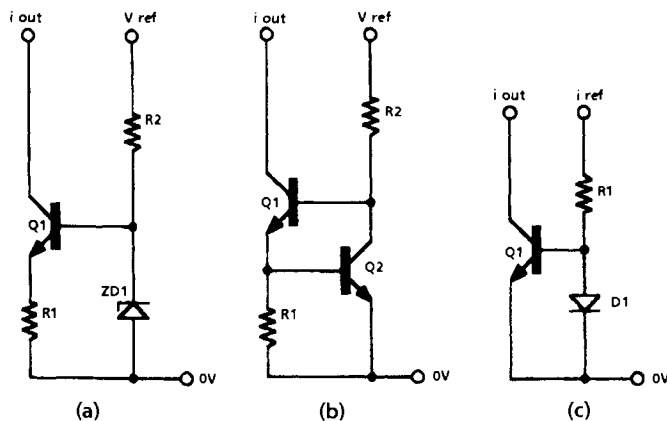 i out
V ref
R2
Q1
ZD1
R1
0V
(a)
i out
V ref
R2
Q1
Q2
R1
0V
(b)
i out
i ref
R1
Q1
D1
0V
(c)